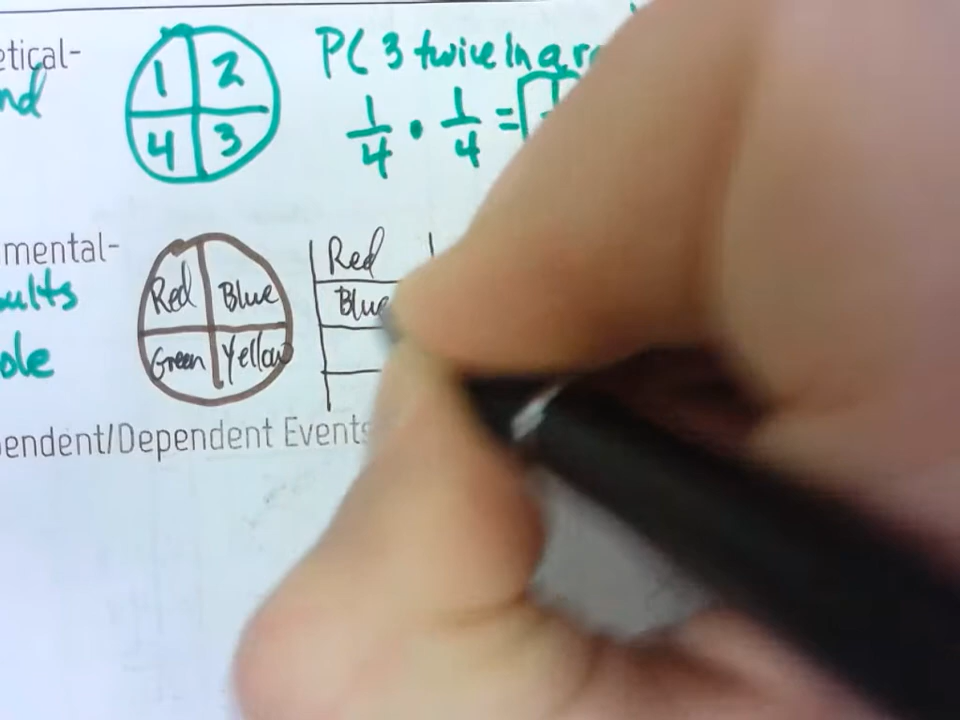 etical-
nd
1 2
4 3
P( 3 twice In a
1/4 · 1/4 =
mental-
ults
ole
Red Blue
Green Yellow
Red
Blue
pendent/Dependent Events